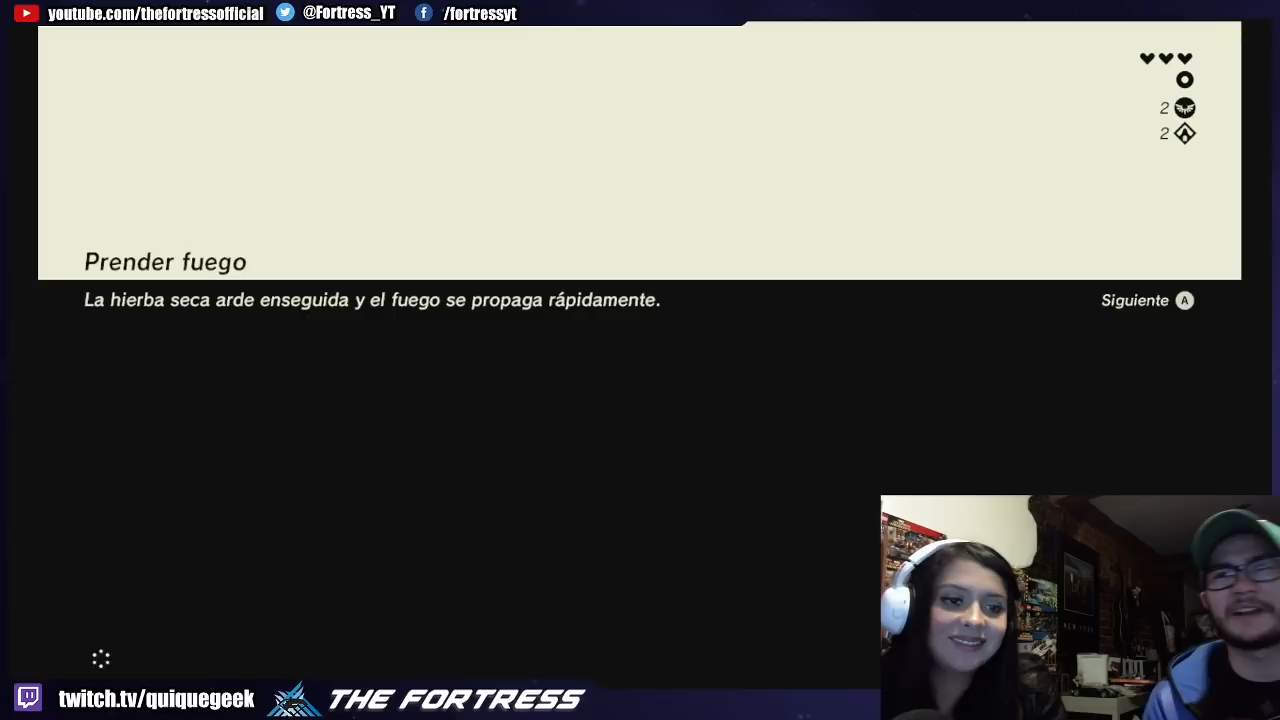 youtube.com/thefortressofficial @Fortress_YT /fortressyt
2
2
Prender fuego
La hierba seca arde enseguida y el fuego se propaga rápidamente.
Siguiente A
twitch.tv/quiquegeek THE FORTRESS